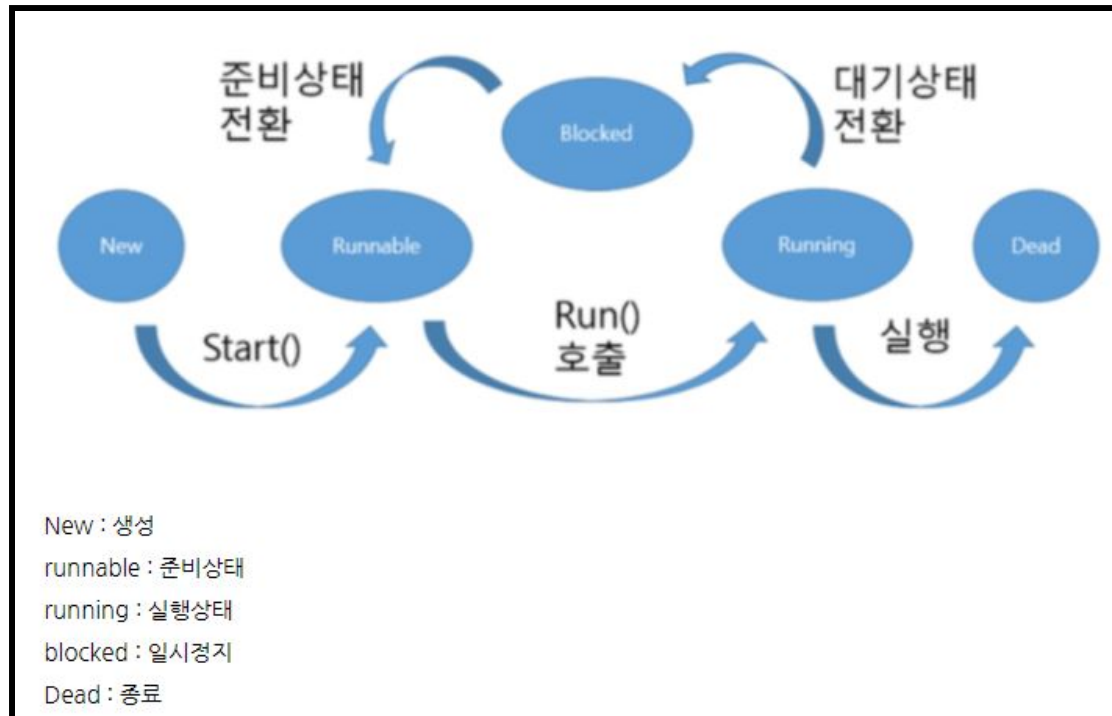 준비상태
전환
대기상태
전환
Blocked
New
Runnable
Running
Dead
Start()
Run()
호출
실행
New : 생성
runnable : 준비상태
running : 실행상태
blocked : 일시정지
Dead : 종료